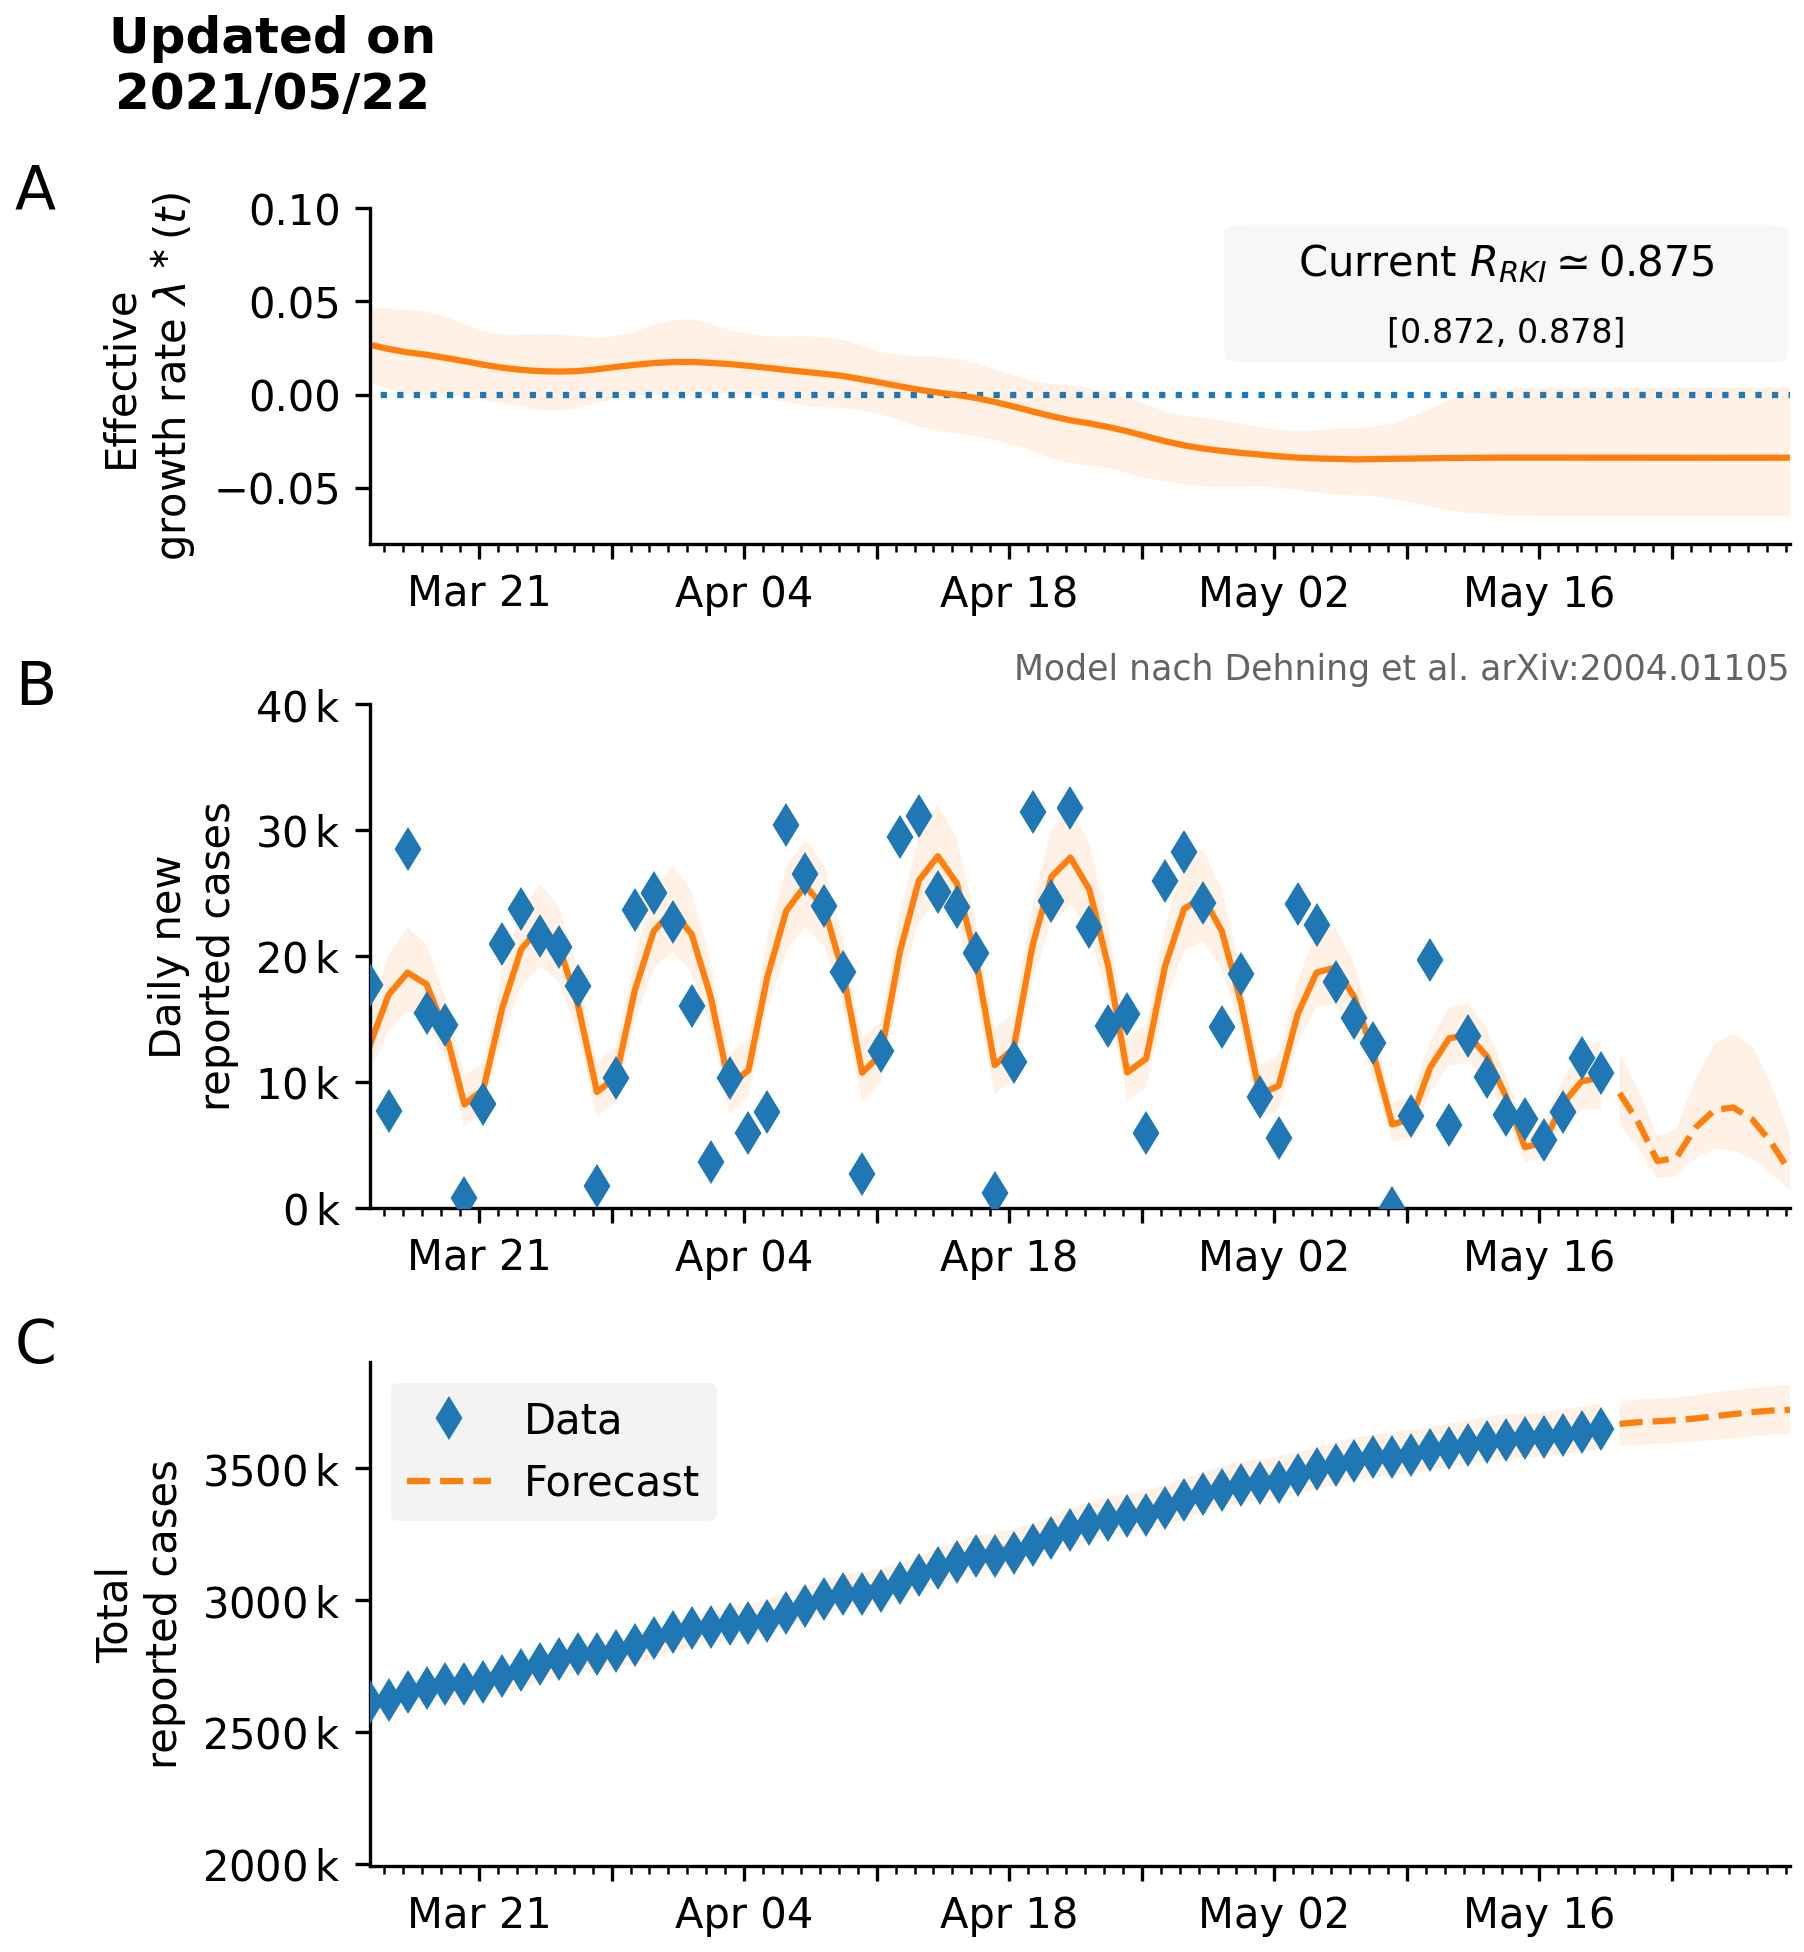 Updated on
2021/05/22
A
Effective
growth rate λ * (t)
0.10
0.05
0.00
−0.05
Current R_RKI ≃ 0.875
[0.872, 0.878]
Mar 21
Apr 04
Apr 18
May 02
May 16
Model nach Dehning et al. arXiv:2004.01105
B
Daily new
reported cases
40 k
30 k
20 k
10 k
0 k
Mar 21
Apr 04
Apr 18
May 02
May 16
C
Total
reported cases
Data
Forecast
3500 k
3000 k
2500 k
2000 k
Mar 21
Apr 04
Apr 18
May 02
May 16